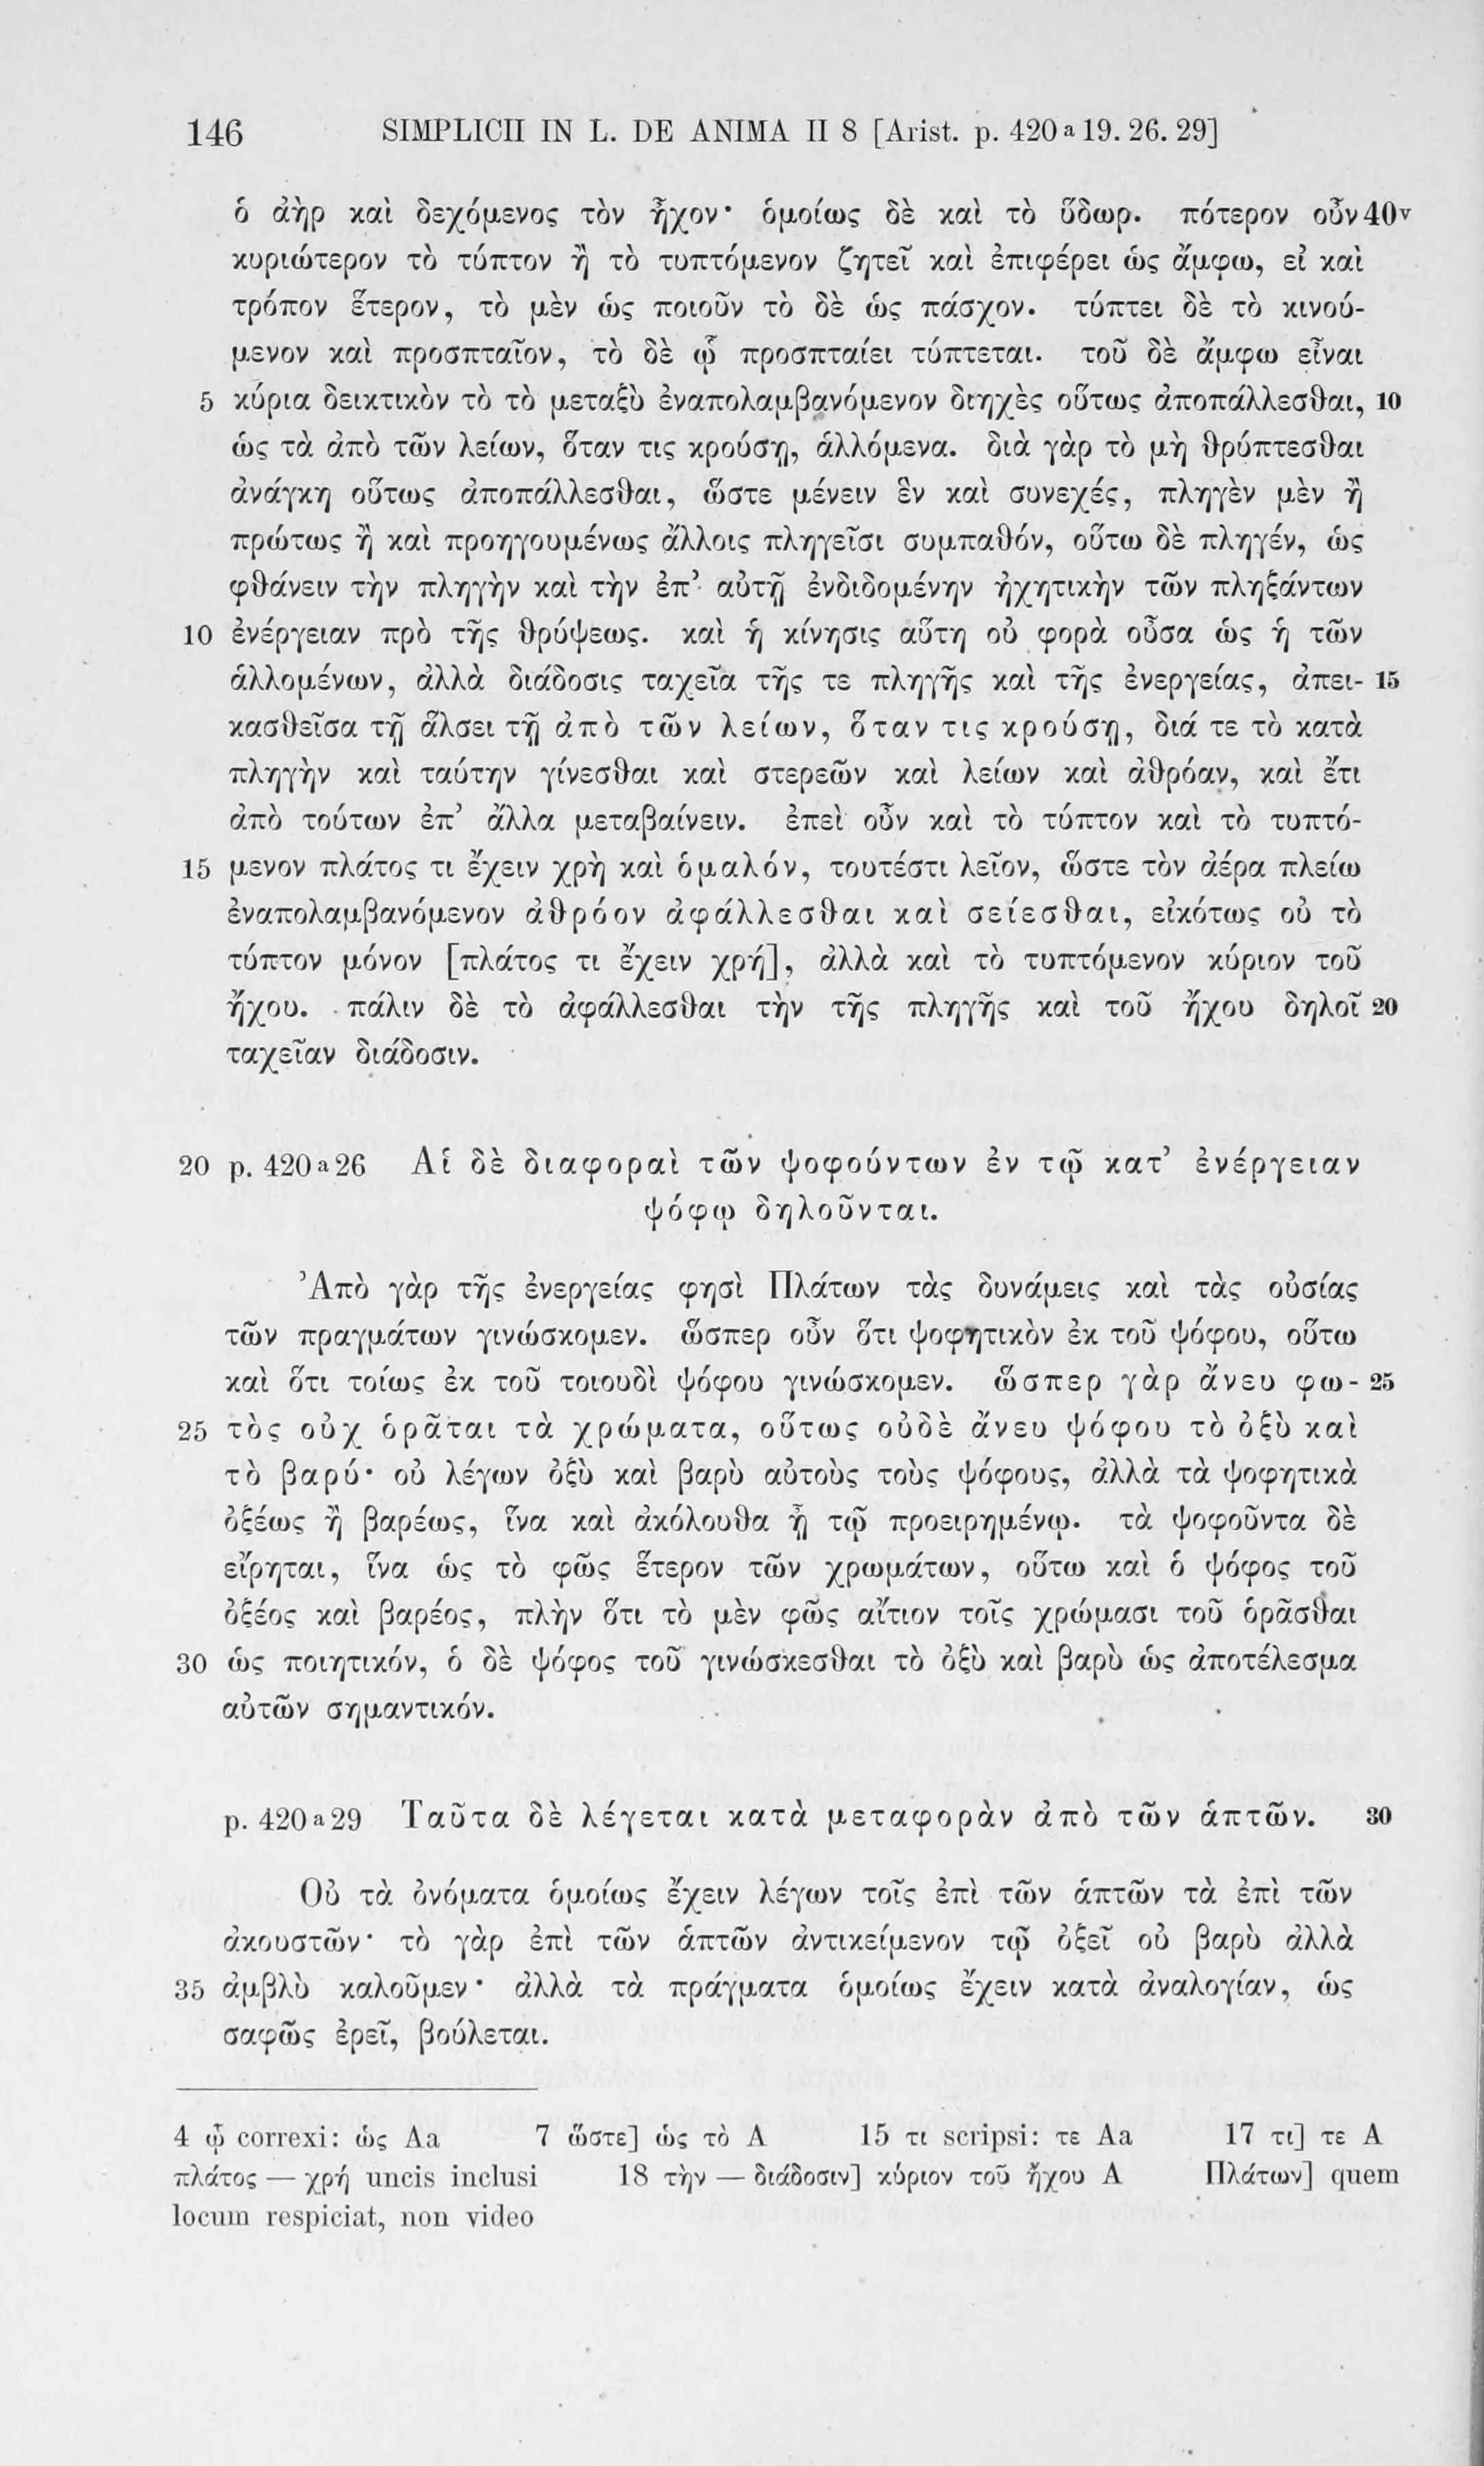 146 SIMPLICII IN L. DE ANIMA II 8 [Arist. p. 420 a 19. 26. 29]
ὁ ἀὴρ καὶ δεχόμενος τὸν ἦχον· ὁμοίως δὲ καὶ τὸ ὕδωρ. πότερον οὖν 40v
κυριώτερον τὸ τύπτον ἢ τὸ τυπτόμενον ζητεῖ καὶ ἐπιφέρει ὡς ἄμφω, εἰ καὶ
τρόπον ἕτερον, τὸ μὲν ὡς ποιοῦν τὸ δὲ ὡς πάσχον. τύπτει δὲ τὸ κινού-
μενον καὶ προσπταῖον, τὸ δὲ ᾧ προσπταίει τύπτεται. τοῦ δὲ ἄμφω εἶναι
5 κύρια δεικτικὸν τὸ τὸ μεταξὺ ἐναπολαμβανόμενον διηχὲς οὕτως ἀποπάλλεσθαι, 10
ὡς τὰ ἀπὸ τῶν λείων, ὅταν τις κρούσῃ, ἁλλόμενα. διὰ γὰρ τὸ μὴ θρύπτεσθαι
ἀνάγκη οὕτως ἀποπάλλεσθαι, ὥστε μένειν ἓν καὶ συνεχές, πληγὲν μὲν ἢ
πρώτως ἢ καὶ προηγουμένως ἄλλοις πληγεῖσι συμπαθόν, οὕτω δὲ πληγέν, ὡς
φθάνειν τὴν πληγὴν καὶ τὴν ἐπ’ αὐτῇ ἐνδιδομένην ἠχητικὴν τῶν πληξάντων
10 ἐνέργειαν πρὸ τῆς θρύψεως. καὶ ἡ κίνησις αὕτη οὐ φορὰ οὖσα ὡς ἡ τῶν
ἁλλομένων, ἀλλὰ διάδοσις ταχεῖα τῆς τε πληγῆς καὶ τῆς ἐνεργείας, ἀπει- 15
κασθεῖσα τῇ ἅλσει τῇ ἀπὸ τῶν λείων, ὅταν τις κρούσῃ, διά τε τὸ κατὰ
πληγὴν καὶ ταύτην γίνεσθαι καὶ στερεῶν καὶ λείων καὶ ἀθρόαν, καὶ ἔτι
ἀπὸ τούτων ἐπ’ ἄλλα μεταβαίνειν. ἐπεὶ οὖν καὶ τὸ τύπτον καὶ τὸ τυπτό-
15 μενον πλάτος τι ἔχειν χρὴ καὶ ὁμαλόν, τουτέστι λεῖον, ὥστε τὸν ἀέρα πλείω
ἐναπολαμβανόμενον ἀθρόον ἀφάλλεσθαι καὶ σείεσθαι, εἰκότως οὐ τὸ
τύπτον μόνον [πλάτος τι ἔχειν χρή], ἀλλὰ καὶ τὸ τυπτόμενον κύριον τοῦ
ἤχου. πάλιν δὲ τὸ ἀφάλλεσθαι τὴν τῆς πληγῆς καὶ τοῦ ἤχου δηλοῖ 20
ταχεῖαν διάδοσιν.
20 p. 420 a 26 Αἱ δὲ διαφοραὶ τῶν ψοφούντων ἐν τῷ κατ’ ἐνέργειαν
ψόφῳ δηλοῦνται.
Ἀπὸ γὰρ τῆς ἐνεργείας φησὶ Πλάτων τὰς δυνάμεις καὶ τὰς οὐσίας
τῶν πραγμάτων γινώσκομεν. ὥσπερ οὖν ὅτι ψοφητικὸν ἐκ τοῦ ψόφου, οὕτω
καὶ ὅτι τοίως ἐκ τοῦ τοιουδὶ ψόφου γινώσκομεν. ὥσπερ γὰρ ἄνευ φω- 25
25 τὸς οὐχ ὁρᾶται τὰ χρώματα, οὕτως οὐδὲ ἄνευ ψόφου τὸ ὀξὺ καὶ
τὸ βαρύ· οὐ λέγων ὀξὺ καὶ βαρὺ αὐτοὺς τοὺς ψόφους, ἀλλὰ τὰ ψοφητικὰ
ὀξέως ἢ βαρέως, ἵνα καὶ ἀκόλουθα ᾖ τῷ προειρημένῳ. τὰ ψοφοῦντα δὲ
εἴρηται, ἵνα ὡς τὸ φῶς ἕτερον τῶν χρωμάτων, οὕτω καὶ ὁ ψόφος τοῦ
ὀξέος καὶ βαρέος, πλὴν ὅτι τὸ μὲν φῶς αἴτιον τοῖς χρώμασι τοῦ ὁρᾶσθαι
30 ὡς ποιητικόν, ὁ δὲ ψόφος τοῦ γινώσκεσθαι τὸ ὀξὺ καὶ βαρὺ ὡς ἀποτέλεσμα
αὐτῶν σημαντικόν.
p. 420 a 29 Ταῦτα δὲ λέγεται κατὰ μεταφορὰν ἀπὸ τῶν ἁπτῶν. 30
Οὐ τὰ ὀνόματα ὁμοίως ἔχειν λέγων τοῖς ἐπὶ τῶν ἁπτῶν τὰ ἐπὶ τῶν
ἀκουστῶν· τὸ γὰρ ἐπὶ τῶν ἁπτῶν ἀντικείμενον τῷ ὀξεῖ οὐ βαρὺ ἀλλὰ
35 ἀμβλὺ καλοῦμεν· ἀλλὰ τὰ πράγματα ὁμοίως ἔχειν κατὰ ἀναλογίαν, ὡς
σαφῶς ἐρεῖ, βούλεται.
4 ᾧ correxi: ὡς Aa 7 ὥστε] ὡς τὸ A 15 τι scripsi: τε Aa 17 τι] τε A
πλάτος — χρή uncis inclusi 18 τὴν — διάδοσιν] κύριον τοῦ ἤχου A Πλάτων] quem
locum respiciat, non video